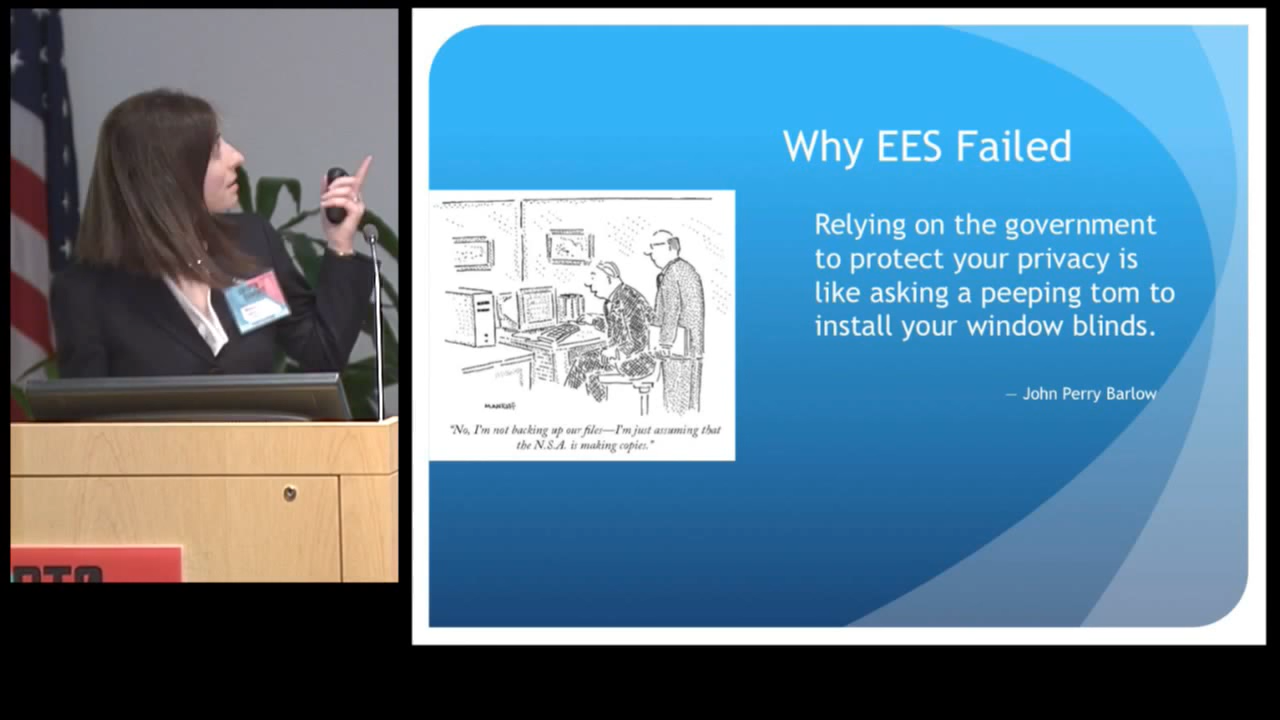 Why EES Failed
Relying on the government
to protect your privacy is
like asking a peeping tom to
install your window blinds.
— John Perry Barlow
MANKOFF
"No, I'm not backing up our files—I'm just assuming that
the N.S.A. is making copies."